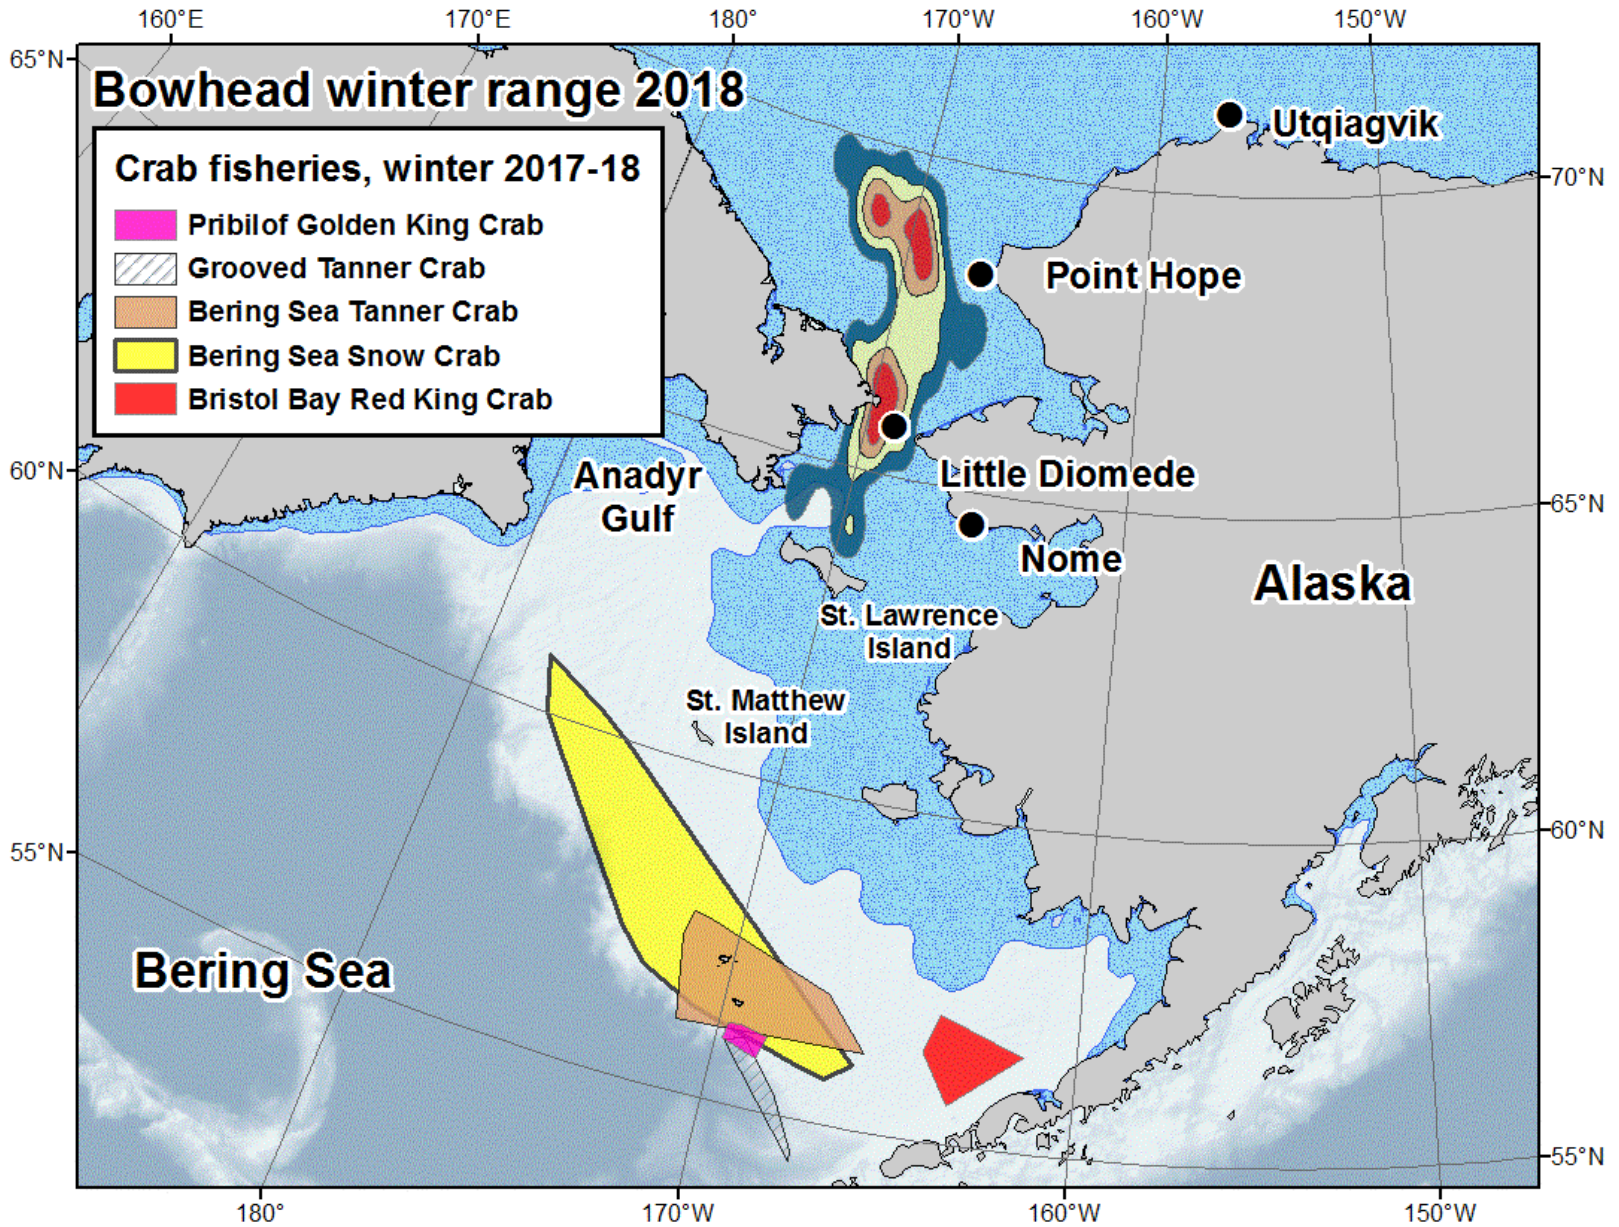 160°E 170°E 180° 170°W 160°W 150°W
65°N
Bowhead winter range 2018
Utqiagvik
Crab fisheries, winter 2017-18
70°N
Pribilof Golden King Crab
Grooved Tanner Crab
Point Hope
Bering Sea Tanner Crab
Bering Sea Snow Crab
Bristol Bay Red King Crab
60°N
Anadyr
Gulf
Little Diomede
65°N
Nome
Alaska
St. Lawrence
Island
St. Matthew
Island
60°N
55°N
Bering Sea
55°N
180° 170°W 160°W 150°W